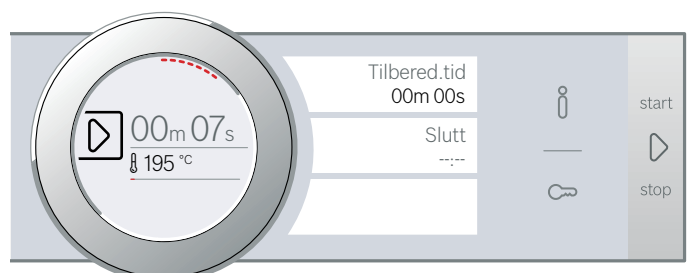 Tilbered.tid
00m 00s
Slutt
--:--
00m 07s
195 °C
start
stop